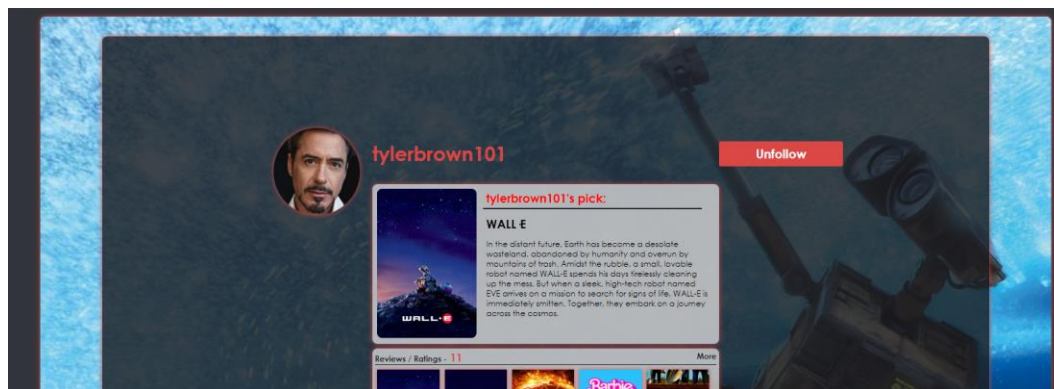 tylerbrown101
Unfollow
tylerbrown101's pick:
WALL·E
In the distant future, Earth has become a desolate
wasteland, abandoned by humanity and overrun by
mountains of trash. Amidst the rubble, a small, lovable
robot named WALL-E spends his days tirelessly cleaning
up the mess. But when a sleek, high-tech robot named
EVE arrives on a mission to search for signs of life, WALL-E is
immediately smitten. Together, they embark on a journey
across the cosmos.
WALL·E
Reviews / Ratings - 11
More
Barbie